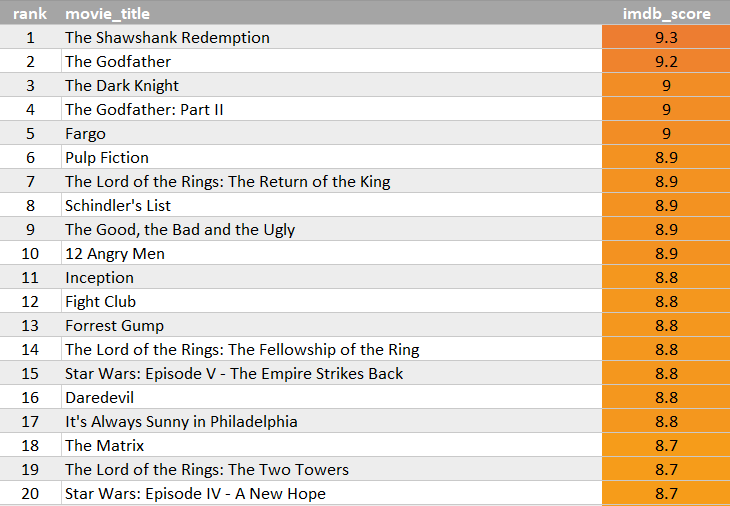 rank movie_title imdb_score
1 The Shawshank Redemption 9.3
2 The Godfather 9.2
3 The Dark Knight 9
4 The Godfather: Part II 9
5 Fargo 9
6 Pulp Fiction 8.9
7 The Lord of the Rings: The Return of the King 8.9
8 Schindler's List 8.9
9 The Good, the Bad and the Ugly 8.9
10 12 Angry Men 8.9
11 Inception 8.8
12 Fight Club 8.8
13 Forrest Gump 8.8
14 The Lord of the Rings: The Fellowship of the Ring 8.8
15 Star Wars: Episode V - The Empire Strikes Back 8.8
16 Daredevil 8.8
17 It's Always Sunny in Philadelphia 8.8
18 The Matrix 8.7
19 The Lord of the Rings: The Two Towers 8.7
20 Star Wars: Episode IV - A New Hope 8.7